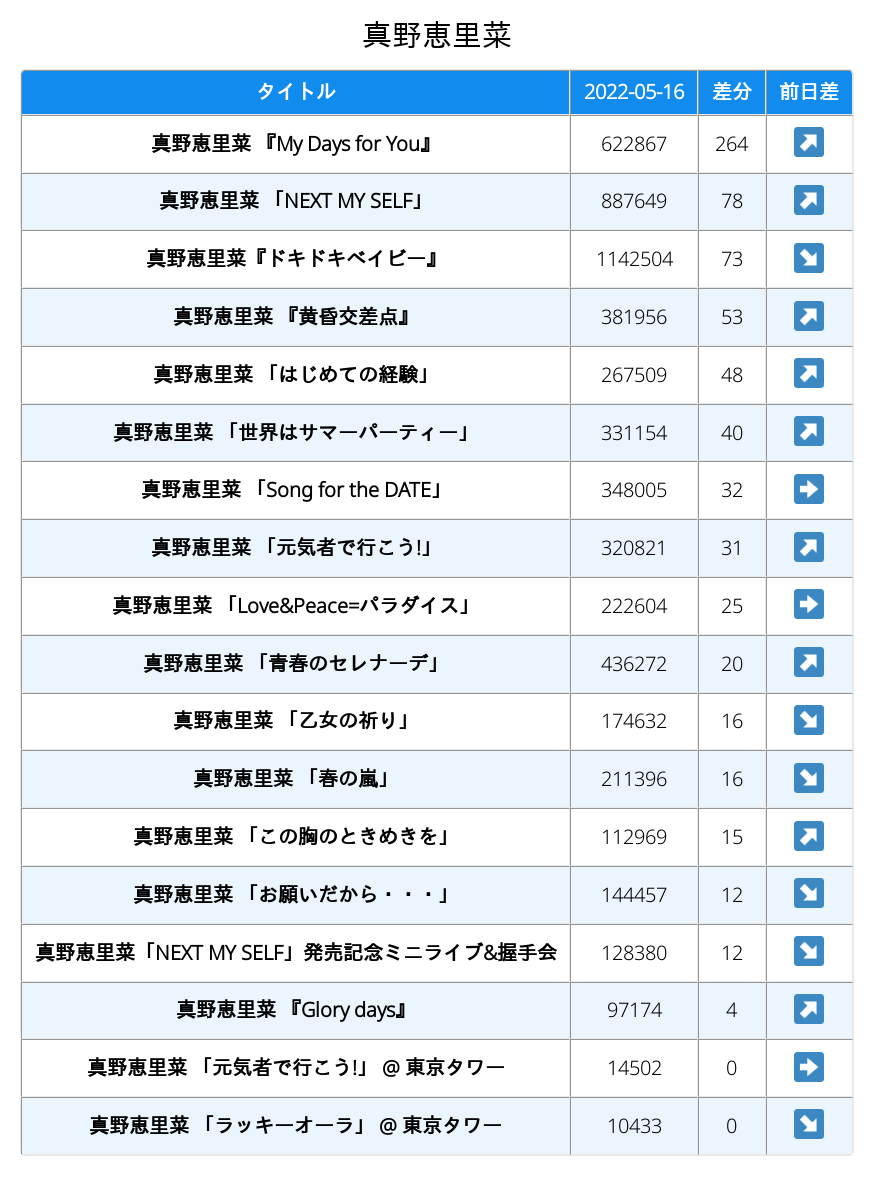 真野恵里菜
タイトル 2022-05-16 差分 前日差
真野恵里菜 『My Days for You』 622867 264 ↗
真野恵里菜 「NEXT MY SELF」 887649 78 ↗
真野恵里菜『ドキドキベイビー』 1142504 73 ↘
真野恵里菜 『黄昏交差点』 381956 53 ↗
真野恵里菜 「はじめての経験」 267509 48 ↗
真野恵里菜 「世界はサマーパーティー」 331154 40 ↗
真野恵里菜 「Song for the DATE」 348005 32 →
真野恵里菜 「元気者で行こう!」 320821 31 ↗
真野恵里菜 「Love&Peace=パラダイス」 222604 25 →
真野恵里菜 「青春のセレナーデ」 436272 20 ↗
真野恵里菜 「乙女の祈り」 174632 16 ↘
真野恵里菜 「春の嵐」 211396 16 ↘
真野恵里菜 「この胸のときめきを」 112969 15 ↗
真野恵里菜 「お願いだから・・・」 144457 12 ↘
真野恵里菜「NEXT MY SELF」発売記念ミニライブ&握手会 128380 12 ↘
真野恵里菜 『Glory days』 97174 4 ↗
真野恵里菜 「元気者で行こう!」 @ 東京タワー 14502 0 →
真野恵里菜 「ラッキーオーラ」 @ 東京タワー 10433 0 ↘